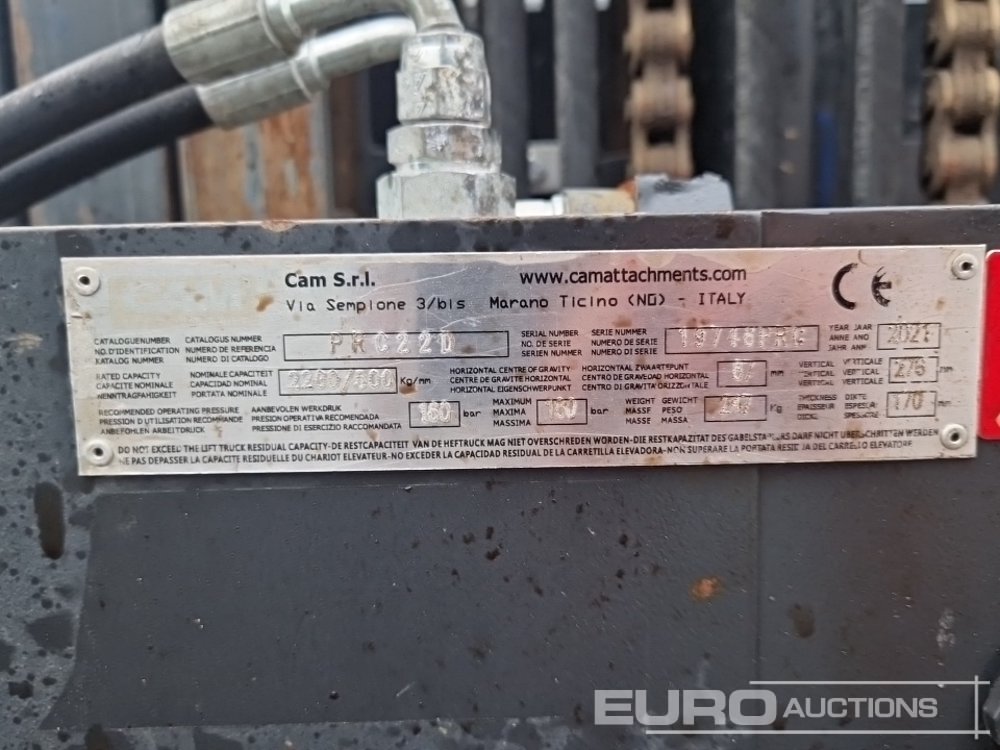 Cam S.r.l. www.camattachments.com
Via Sempione 3/bis Marano Ticino (NO) - ITALY
CE
CATALOGUENUMBER CATALOGUS NUMMER
NO. D'IDENTIFICATION NUMERO DE REFERENCIA
KATALOG NUMMER NUMERO DI CATALOGO
PRC22D
SERIAL NUMBER SERIE NUMMER
NO. DE SERIE NUMERO DE SERIE
SERIEN NUMMER NUMERO DI SERIE
YEAR JAAR
ANNE ANO
JAHR ANNO
2021
RATED CAPACITY NOMINALE CAPACITEIT
CAPACITE NOMINALE CAPACIDAD NOMINAL
NENNTRAGFAHIGKEIT PORTATA NOMINALE
2200/600 Kg/mm
HORIZONTAL CENTRE OF GRAVITY HORIZONTAAL ZWAARTEPUNT
CENTRE DE GRAVITE HORIZONTAL CENTRO DE GRAVEDAD HORIZONTAL
HORIZONTAL EIGENSCHWERPUNKT CENTRO DI GRAVITA' ORIZZONTALE
mm
VERTICAL VERTICALE
VERTICAL VERTICAL
VERTIKAL VERTICALE
276 mm
RECOMMENDED OPERATING PRESSURE AANBEVOLEN WERKDRUK
PRESSION D'UTILISATION RECOMMANDE PRESION OPERATIVA RECOMENDADA
ANBEFOHLEN ARBEITDRUCK PRESSIONE DI ESERCIZIO RACCOMANDATA
160 bar
MAXIMUM
MAXIMA
MASSIMA
160 bar
WEIGHT GEWICHT
MASSE PESO
MASSE MASSA
Kg
THICKNESS DIKTE
EPAISSEUR ESPESOR
DICKE SPESSORE
170 mm
DO NOT EXCEED THE LIFT TRUCK RESIDUAL CAPACITY-DE RESTCAPACITEIT VAN DE HEFTRUCK MAG NIET OVERSCHREDEN WORDEN-DIE RESTKAPAZITAT DES GABELSTAPLERS DARF NICHT UBERSCHRITTEN WERDEN
NE PAS DEPASSER LA CAPACITE RESIDUELLE DU CHARIOT ELEVATEUR-NO EXCEDER LA CAPACIDAD RESIDUAL DE LA CARRETILLA ELEVADORA-NON SUPERARE LA PORTATA RESIDUA DEL CARRELLO ELEVATORE
EURO AUCTIONS